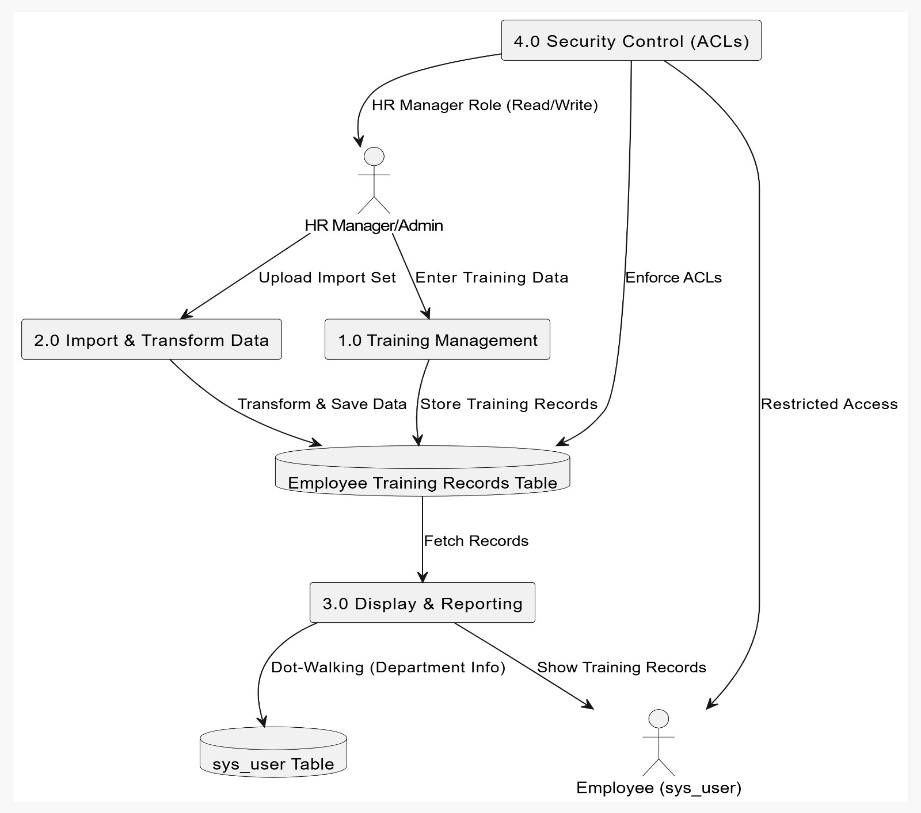 4.0 Security Control (ACLs)
HR Manager Role (Read/Write)
HR Manager/Admin
Upload Import Set
Enter Training Data
Enforce ACLs
2.0 Import & Transform Data
1.0 Training Management
Transform & Save Data
Store Training Records
Restricted Access
Employee Training Records Table
Fetch Records
3.0 Display & Reporting
Dot-Walking (Department Info)
Show Training Records
sys_user Table
Employee (sys_user)